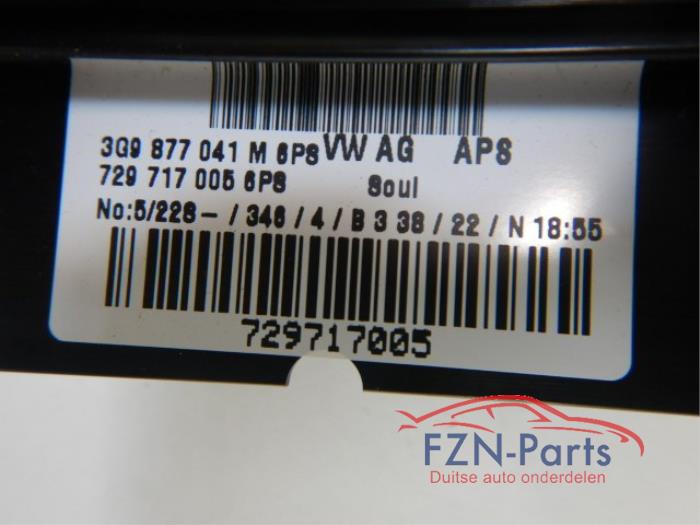 3G9 877 041 M 6PS VW AG APS
729 717 005 6PS Soul
No:5/228- / 346 / 4 / B 3 38 / 22 / N 18:55
729717005
FZN-Parts
Duitse auto onderdelen